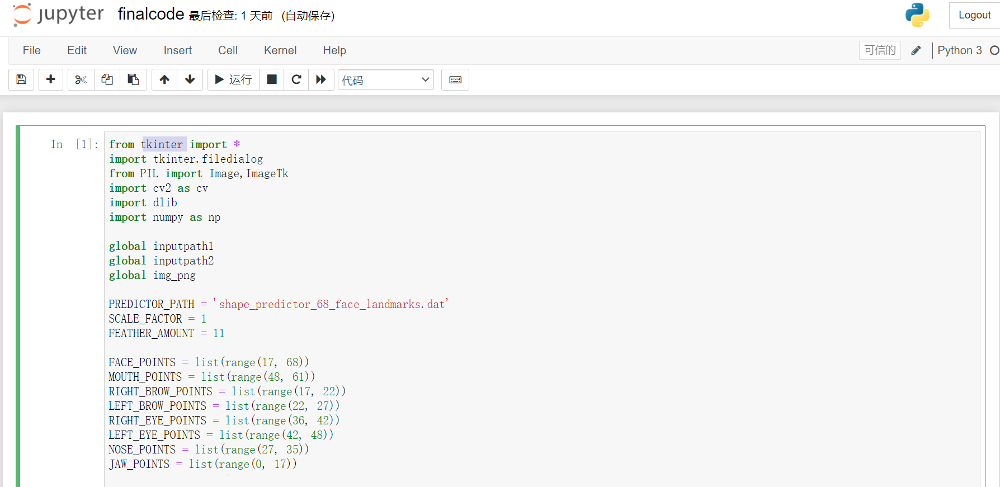 jupyter finalcode 最后检查: 1 天前 (自动保存) Logout
File Edit View Insert Cell Kernel Help 可信的 Python 3
运行 代码
In [1]: from tkinter import *
import tkinter.filedialog
from PIL import Image,ImageTk
import cv2 as cv
import dlib
import numpy as np
global inputpath1
global inputpath2
global img_png
PREDICTOR_PATH = 'shape_predictor_68_face_landmarks.dat'
SCALE_FACTOR = 1
FEATHER_AMOUNT = 11
FACE_POINTS = list(range(17, 68))
MOUTH_POINTS = list(range(48, 61))
RIGHT_BROW_POINTS = list(range(17, 22))
LEFT_BROW_POINTS = list(range(22, 27))
RIGHT_EYE_POINTS = list(range(36, 42))
LEFT_EYE_POINTS = list(range(42, 48))
NOSE_POINTS = list(range(27, 35))
JAW_POINTS = list(range(0, 17))